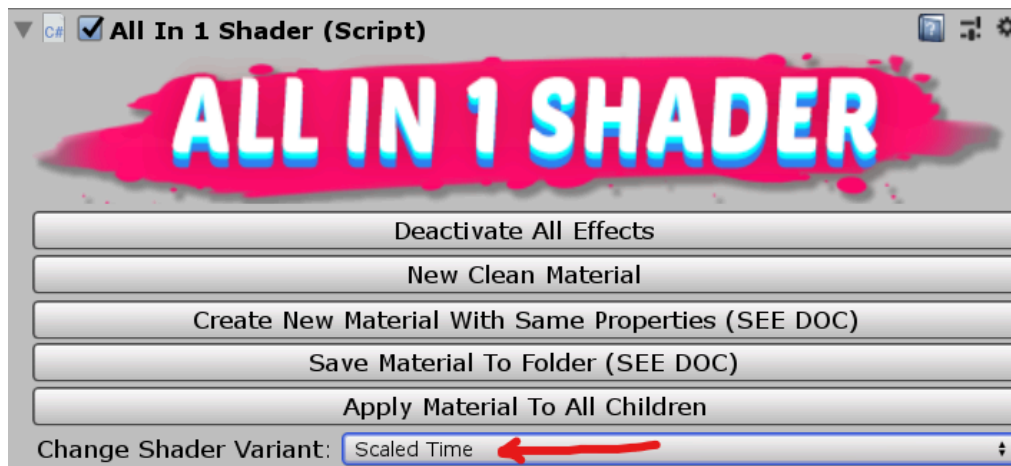 C# All In 1 Shader (Script)
ALL IN 1 SHADER
Deactivate All Effects
New Clean Material
Create New Material With Same Properties (SEE DOC)
Save Material To Folder (SEE DOC)
Apply Material To All Children
Change Shader Variant: Scaled Time